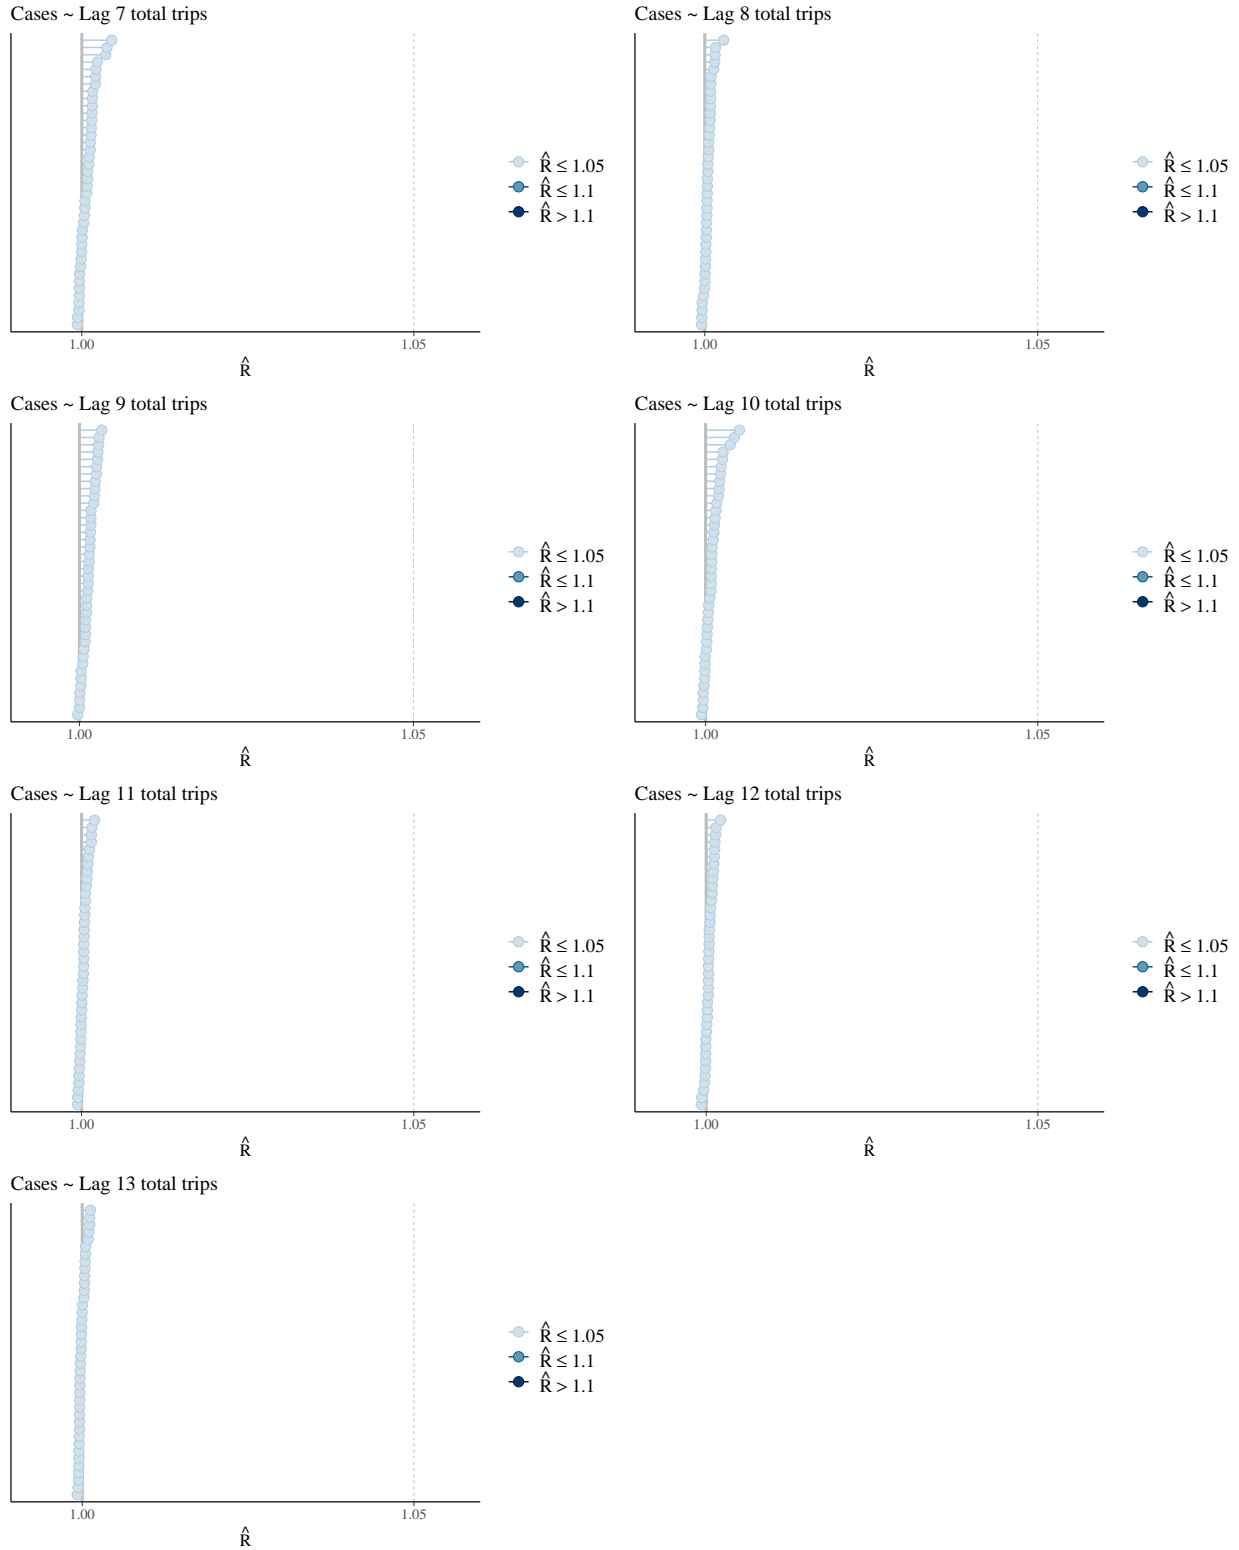 Cases ~ Lag 7 total trips
R̂ ≤ 1.05
R̂ ≤ 1.1
R̂ > 1.1
1.00 1.05
R̂
Cases ~ Lag 8 total trips
R̂ ≤ 1.05
R̂ ≤ 1.1
R̂ > 1.1
1.00 1.05
R̂
Cases ~ Lag 9 total trips
R̂ ≤ 1.05
R̂ ≤ 1.1
R̂ > 1.1
1.00 1.05
R̂
Cases ~ Lag 10 total trips
R̂ ≤ 1.05
R̂ ≤ 1.1
R̂ > 1.1
1.00 1.05
R̂
Cases ~ Lag 11 total trips
R̂ ≤ 1.05
R̂ ≤ 1.1
R̂ > 1.1
1.00 1.05
R̂
Cases ~ Lag 12 total trips
R̂ ≤ 1.05
R̂ ≤ 1.1
R̂ > 1.1
1.00 1.05
R̂
Cases ~ Lag 13 total trips
R̂ ≤ 1.05
R̂ ≤ 1.1
R̂ > 1.1
1.00 1.05
R̂